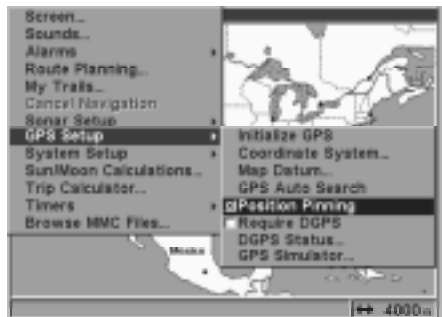 Screen...
Sounds...
Alarms
Route Planning...
My Trails...
Cancel Navigation
Sonar Setup
GPS Setup
System Setup
Sun/Moon Calculations...
Trip Calculator...
Timers
Browse MMC Files...
Initialize GPS
Coordinate System...
Map Datum...
GPS Auto Search
Position Pinning
Require DGPS
DGPS Status...
GPS Simulator...
Mexico
4000m